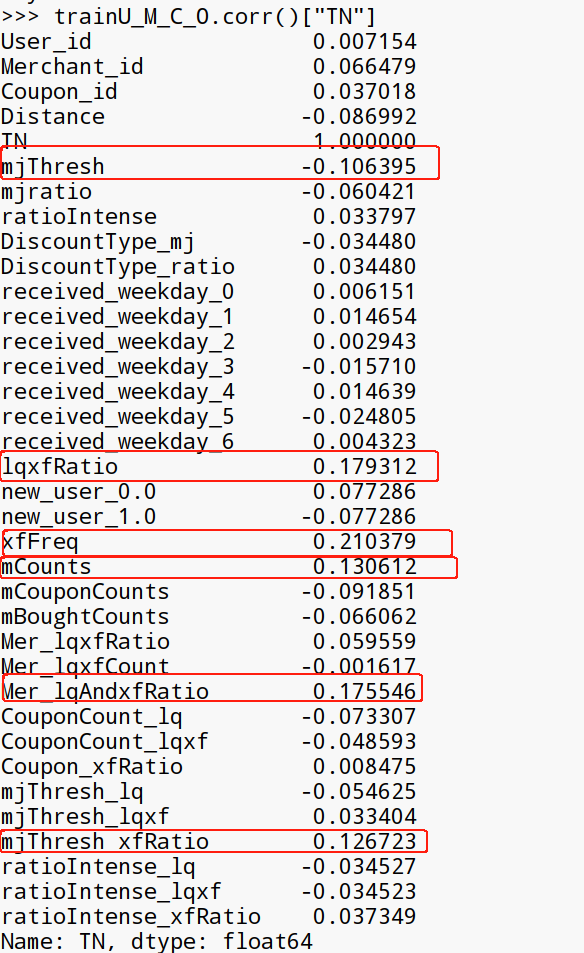 >>> trainU_M_C_O.corr()["TN"]
User_id 0.007154
Merchant_id 0.066479
Coupon_id 0.037018
Distance -0.086992
TN 1.000000
mjThresh -0.106395
mjratio -0.060421
ratioIntense 0.033797
DiscountType_mj -0.034480
DiscountType_ratio 0.034480
received_weekday_0 0.006151
received_weekday_1 0.014654
received_weekday_2 0.002943
received_weekday_3 -0.015710
received_weekday_4 0.014639
received_weekday_5 -0.024805
received_weekday_6 0.004323
lqxfRatio 0.179312
new_user_0.0 0.077286
new_user_1.0 -0.077286
xfFreq 0.210379
mCounts 0.130612
mCouponCounts -0.091851
mBoughtCounts -0.066062
Mer_lqxfRatio 0.059559
Mer_lqxfCount -0.001617
Mer_lqAndxfRatio 0.175546
CouponCount_lq -0.073307
CouponCount_lqxf -0.048593
Coupon_xfRatio 0.008475
mjThresh_lq -0.054625
mjThresh_lqxf 0.033404
mjThresh_xfRatio 0.126723
ratioIntense_lq -0.034527
ratioIntense_lqxf -0.034523
ratioIntense_xfRatio 0.037349
Name: TN, dtype: float64